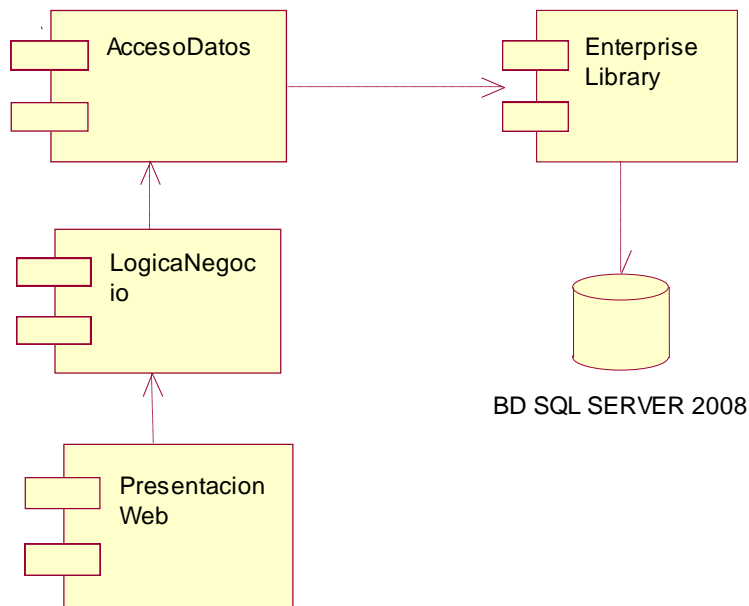 AccesoDatos
Enterprise
Library
LogicaNegoc
io
BD SQL SERVER 2008
Presentacion
Web